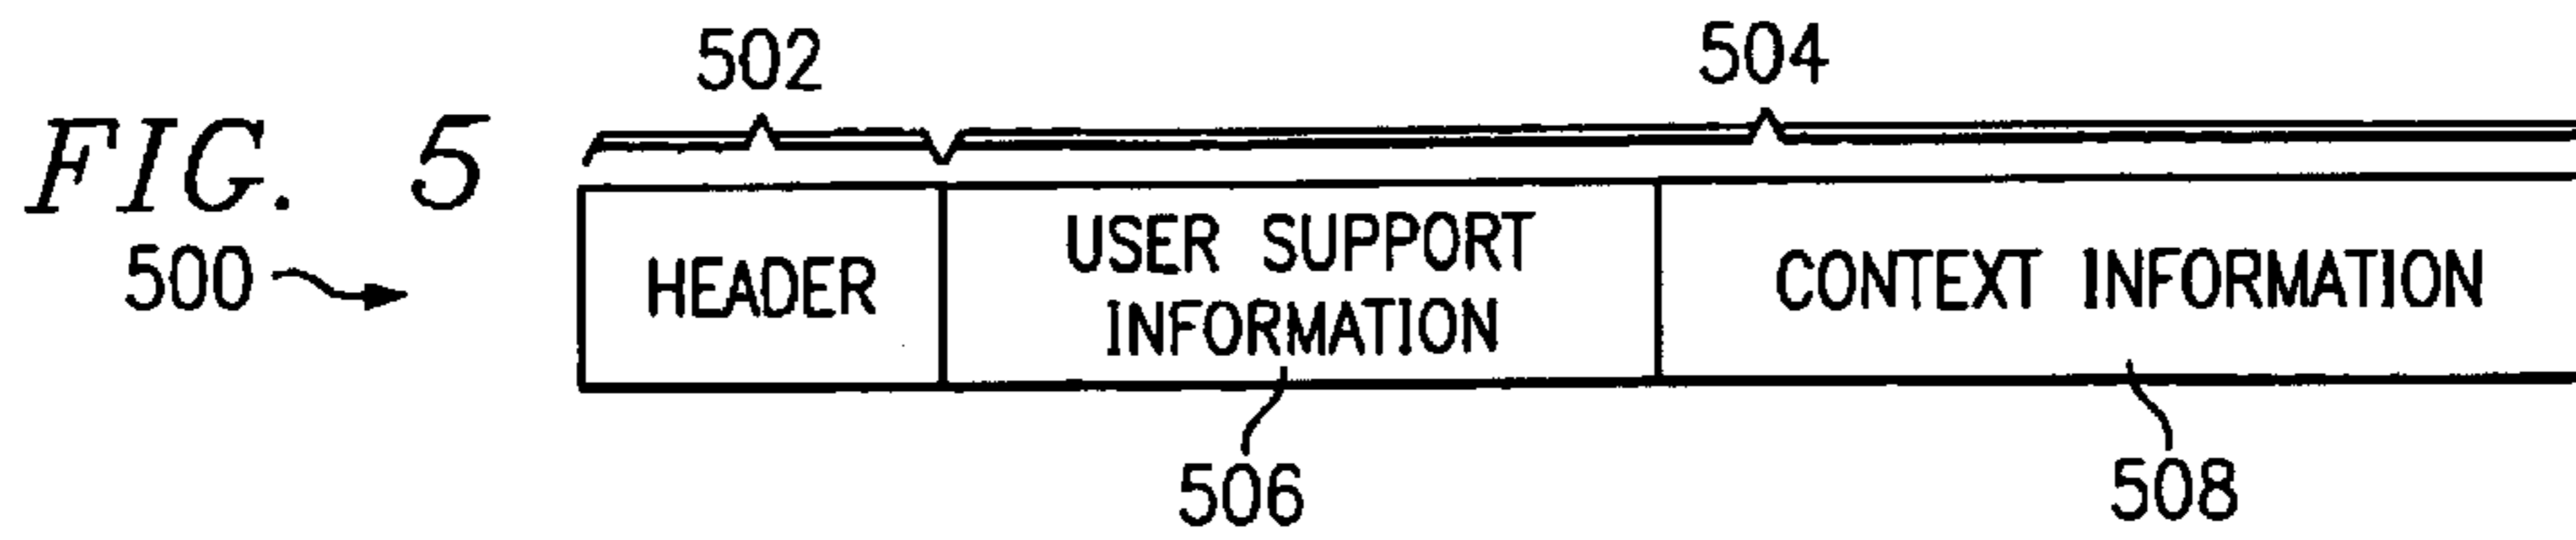 502
504
FIG. 5
500
HEADER
USER SUPPORT
INFORMATION
CONTEXT INFORMATION
506
508